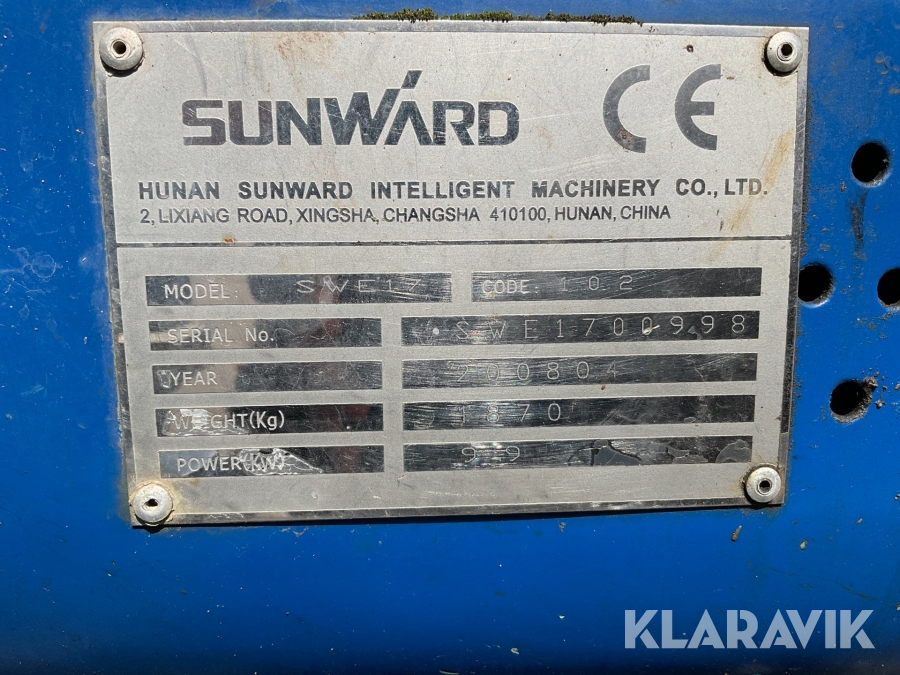 SUNWARD CE
HUNAN SUNWARD INTELLIGENT MACHINERY CO., LTD.
2, LIXIANG ROAD, XINGSHA, CHANGSHA 410100, HUNAN, CHINA
MODEL: SWE17 CODE: 102
SERIAL No. SWE1700998
YEAR 200804
WEIGHT(Kg) 1870
POWER(KW) 9.9
KLARAVIK